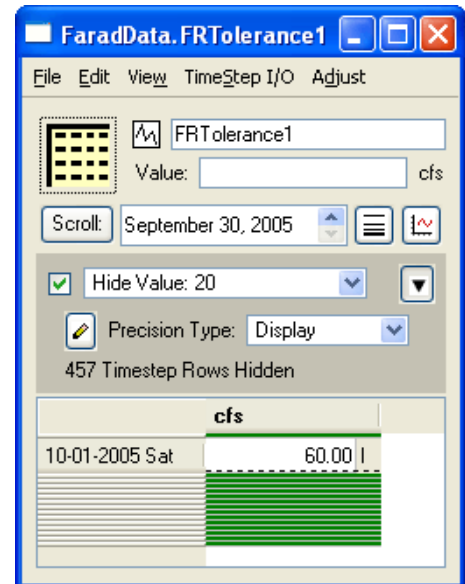 FaradData.FRTolerance1
File Edit View TimeStep I/O Adjust
FRTolerance1
Value: cfs
Scroll: September 30, 2005
Hide Value: 20
Precision Type: Display
457 Timestep Rows Hidden
cfs
10-01-2005 Sat 60.00 I